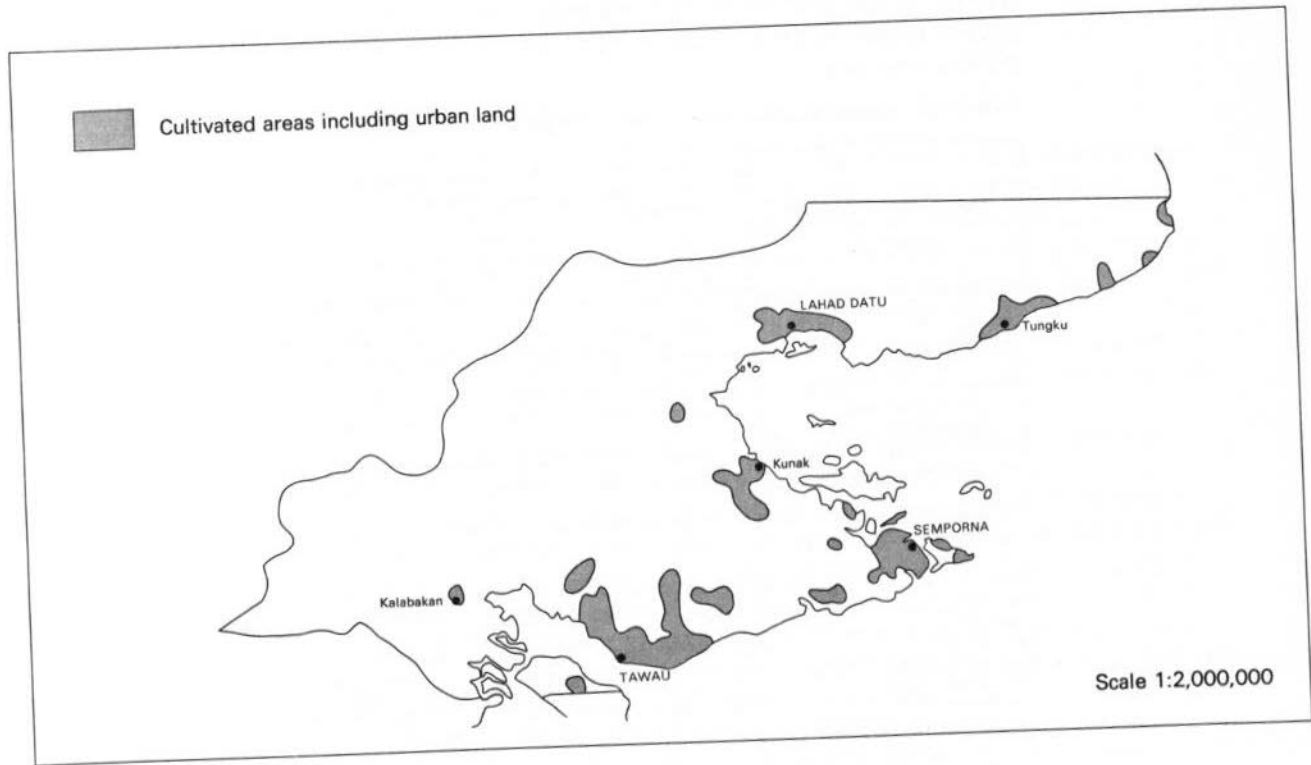 Cultivated areas including urban land
LAHAD DATU
Tungku
Kunak
SEMPORNA
Kalabakan
TAWAU
Scale 1:2,000,000